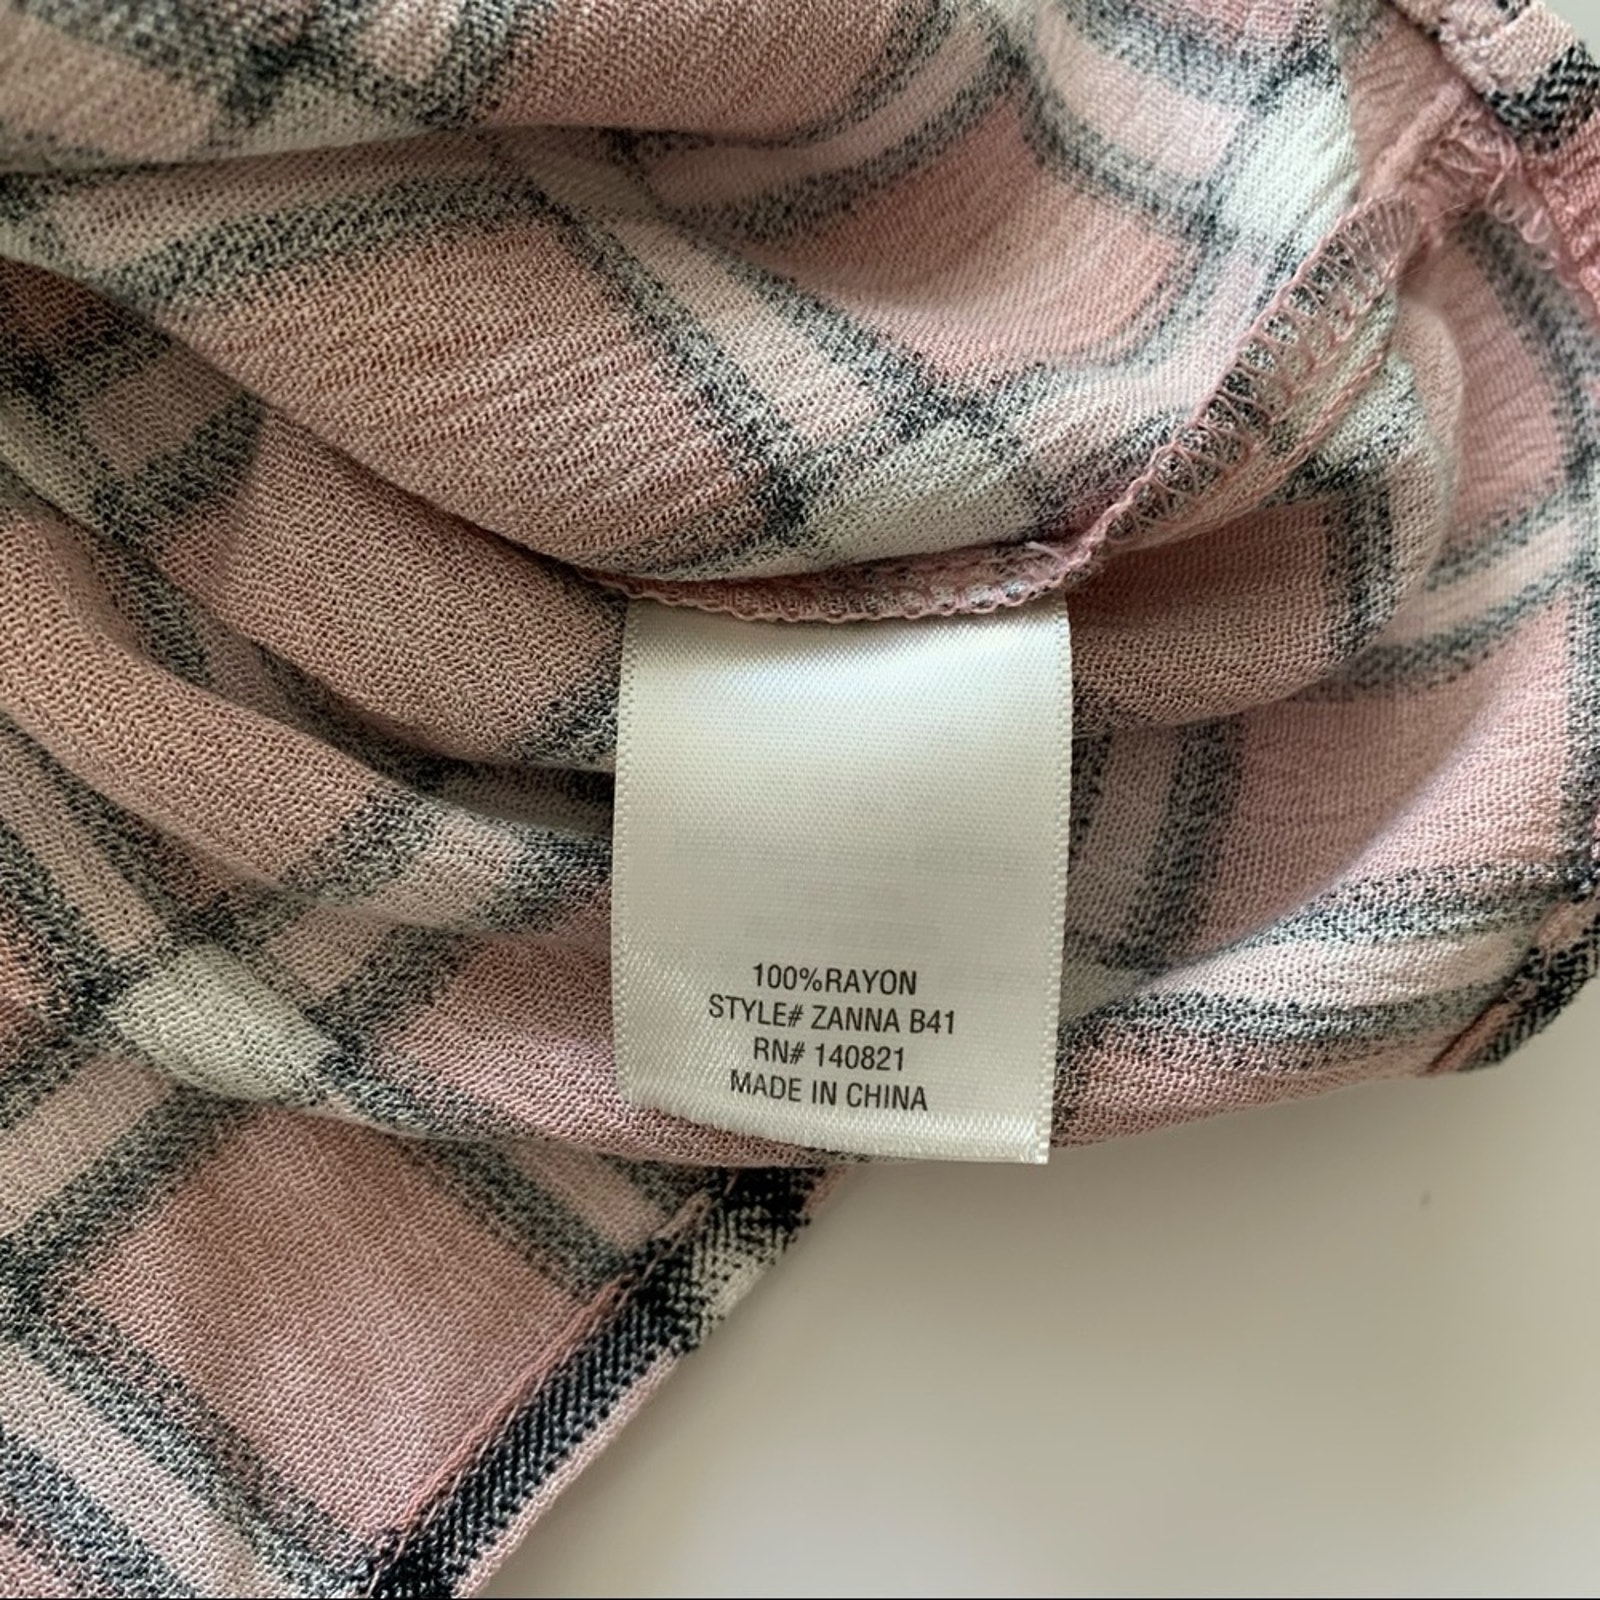 100%RAYON
STYLE# ZANNA B41
RN# 140821
MADE IN CHINA